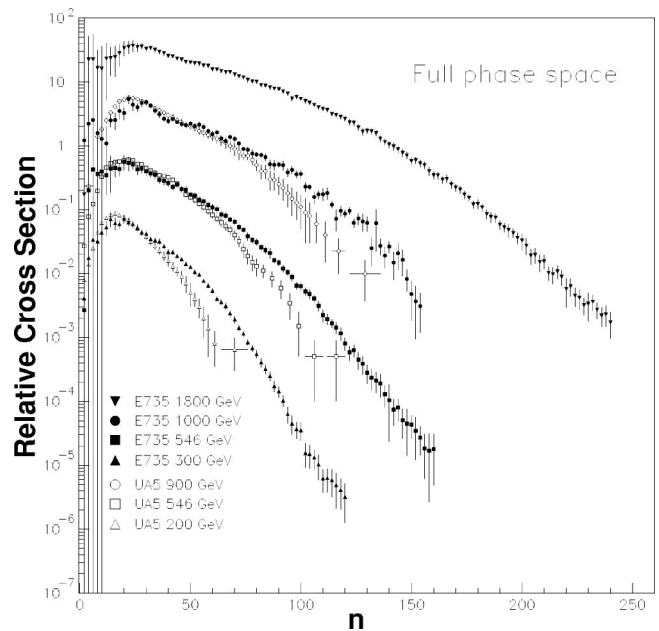 10^2
10
1
10^-1
10^-2
10^-3
10^-4
10^-5
10^-6
10^-7
Relative Cross Section
Full phase space
E735 1800 GeV
E735 1000 GeV
E735 546 GeV
E735 300 GeV
UA5 900 GeV
UA5 546 GeV
UA5 200 GeV
0 50 100 150 200 250
n